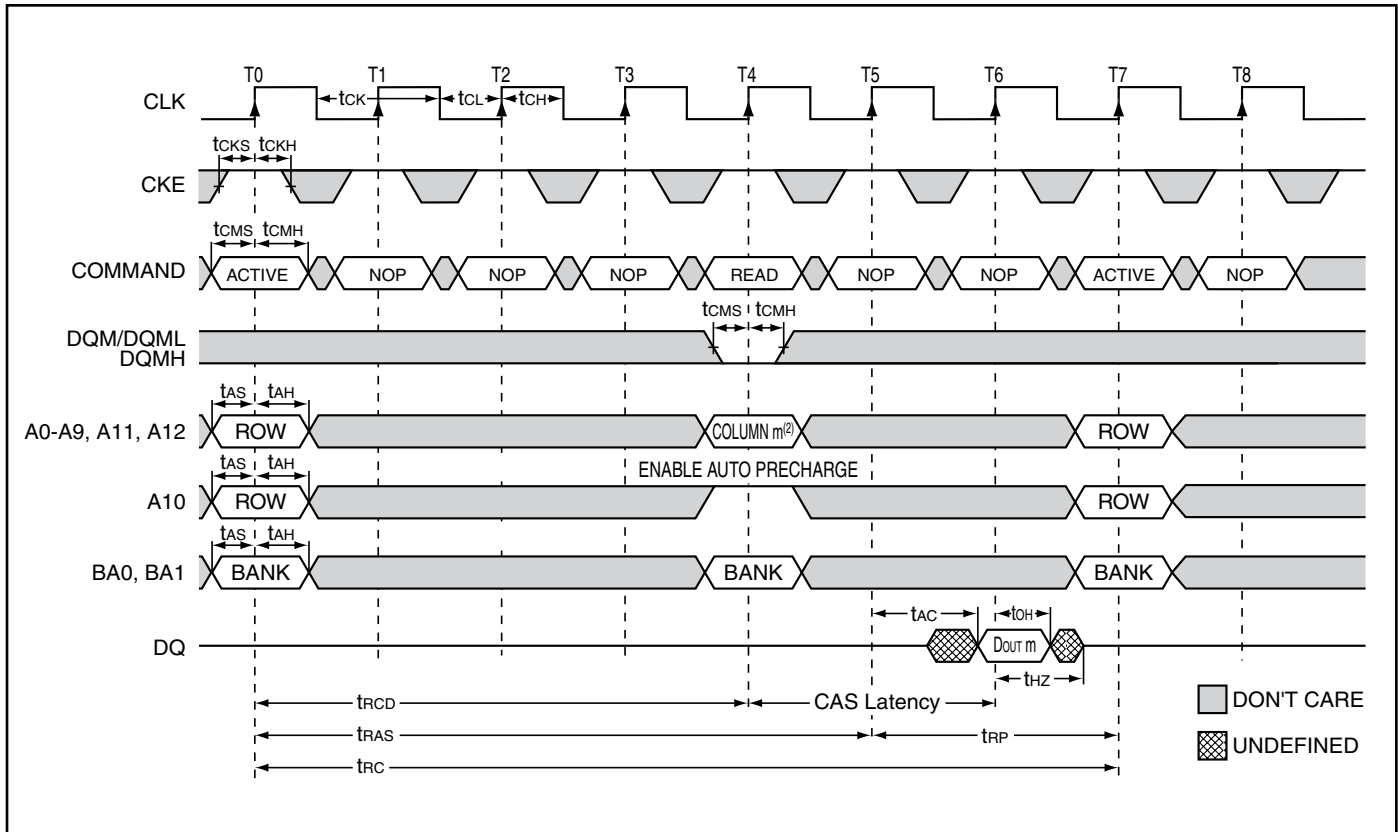 T0 T1 T2 T3 T4 T5 T6 T7 T8
CLK tCK tCL tCH
tCKS tCKH
CKE
tCMS tCMH
COMMAND ACTIVE NOP NOP NOP READ NOP NOP ACTIVE NOP
tCMS tCMH
DQM/DQML
DQMH
tAS tAH
A0-A9, A11, A12 ROW COLUMN m(2) ROW
tAS tAH ENABLE AUTO PRECHARGE
A10 ROW ROW
tAS tAH
BA0, BA1 BANK BANK BANK
tAC tOH
DQ DOUT m
tHZ
tRCD CAS Latency
DON'T CARE
tRAS tRP
UNDEFINED
tRC